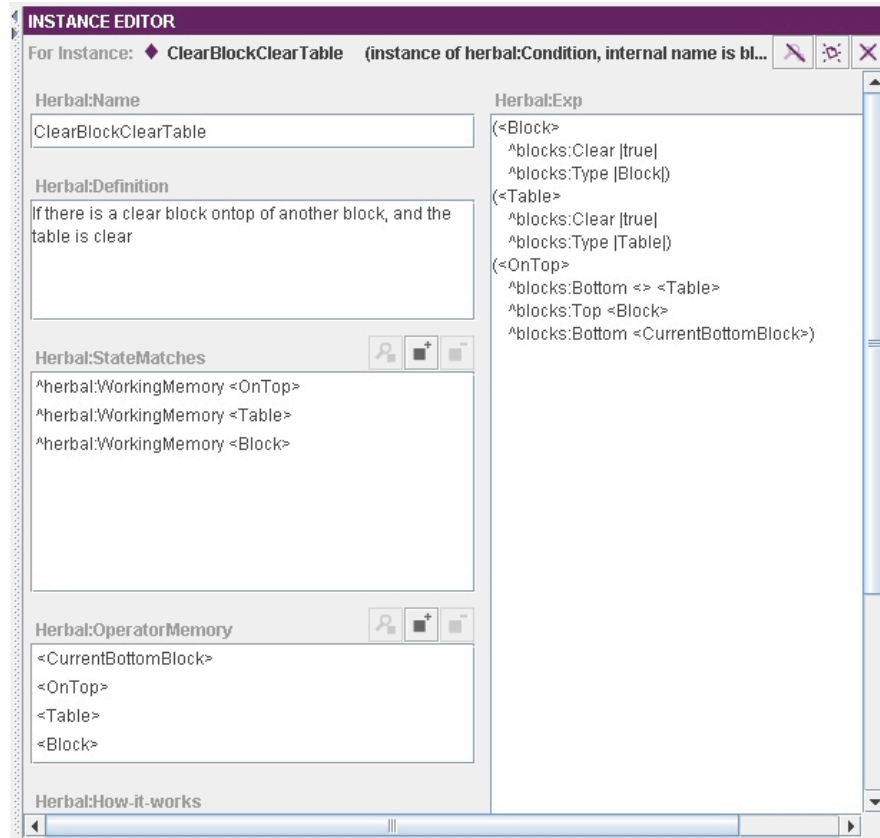 INSTANCE EDITOR
For Instance: ClearBlockClearTable (instance of herbal:Condition, internal name is bl...
Herbal:Name
ClearBlockClearTable
Herbal:Definition
If there is a clear block ontop of another block, and the
table is clear
Herbal:StateMatches
^herbal:WorkingMemory <OnTop>
^herbal:WorkingMemory <Table>
^herbal:WorkingMemory <Block>
Herbal:OperatorMemory
<CurrentBottomBlock>
<OnTop>
<Table>
<Block>
Herbal:How-it-works
Herbal:Exp
(<Block>
^blocks:Clear |true|
^blocks:Type |Block|)
(<Table>
^blocks:Clear |true|
^blocks:Type |Table|)
(<OnTop>
^blocks:Bottom <> <Table>
^blocks:Top <Block>
^blocks:Bottom <CurrentBottomBlock>)